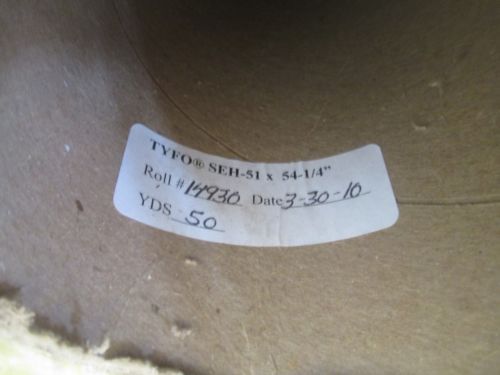 TYFO® SEH-51 x 54-1/4"
Roll # 14930 Date 3-30-10
YDS 50